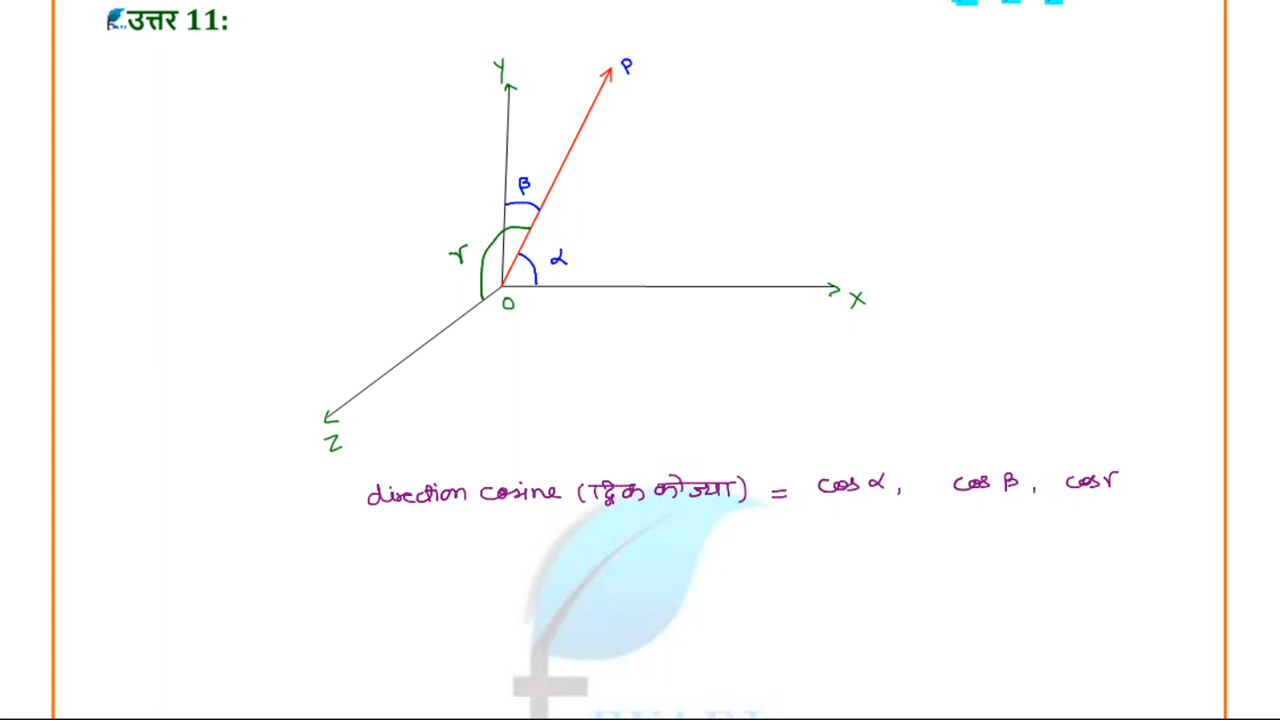 उत्तर 11:
Y
P
β
γ
α
O
X
Z
direction cosine (दिक कोज्या) = cos α, cos β, cos γ